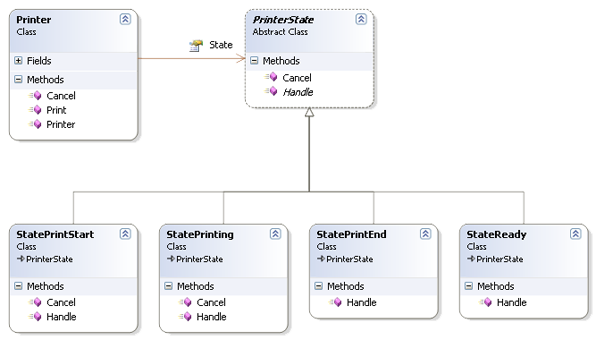 Printer
Class
Fields
Methods
Cancel
Print
Printer
State
PrinterState
Abstract Class
Methods
Cancel
Handle
StatePrintStart
Class
PrinterState
Methods
Cancel
Handle
StatePrinting
Class
PrinterState
Methods
Cancel
Handle
StatePrintEnd
Class
PrinterState
Methods
Handle
StateReady
Class
PrinterState
Methods
Handle